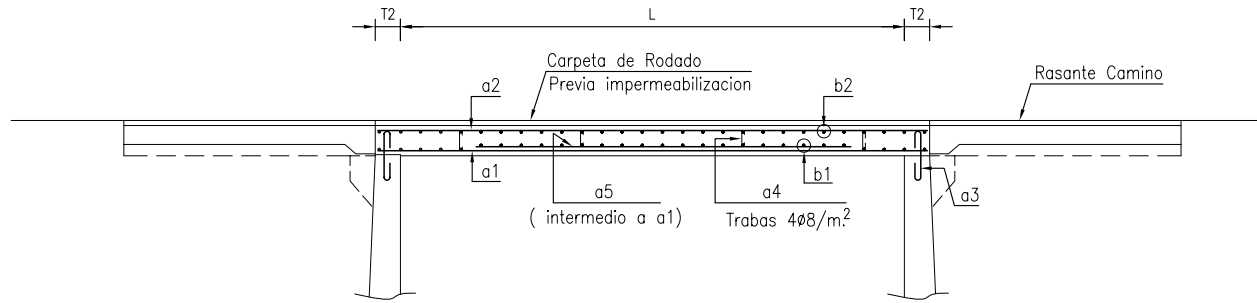 T2
L
T2
Carpeta de Rodado
Previa impermeabilizacion
Rasante Camino
a2
b2
a1
b1
a3
a5
( intermedio a a1)
a4
Trabas 4ø8/m.²